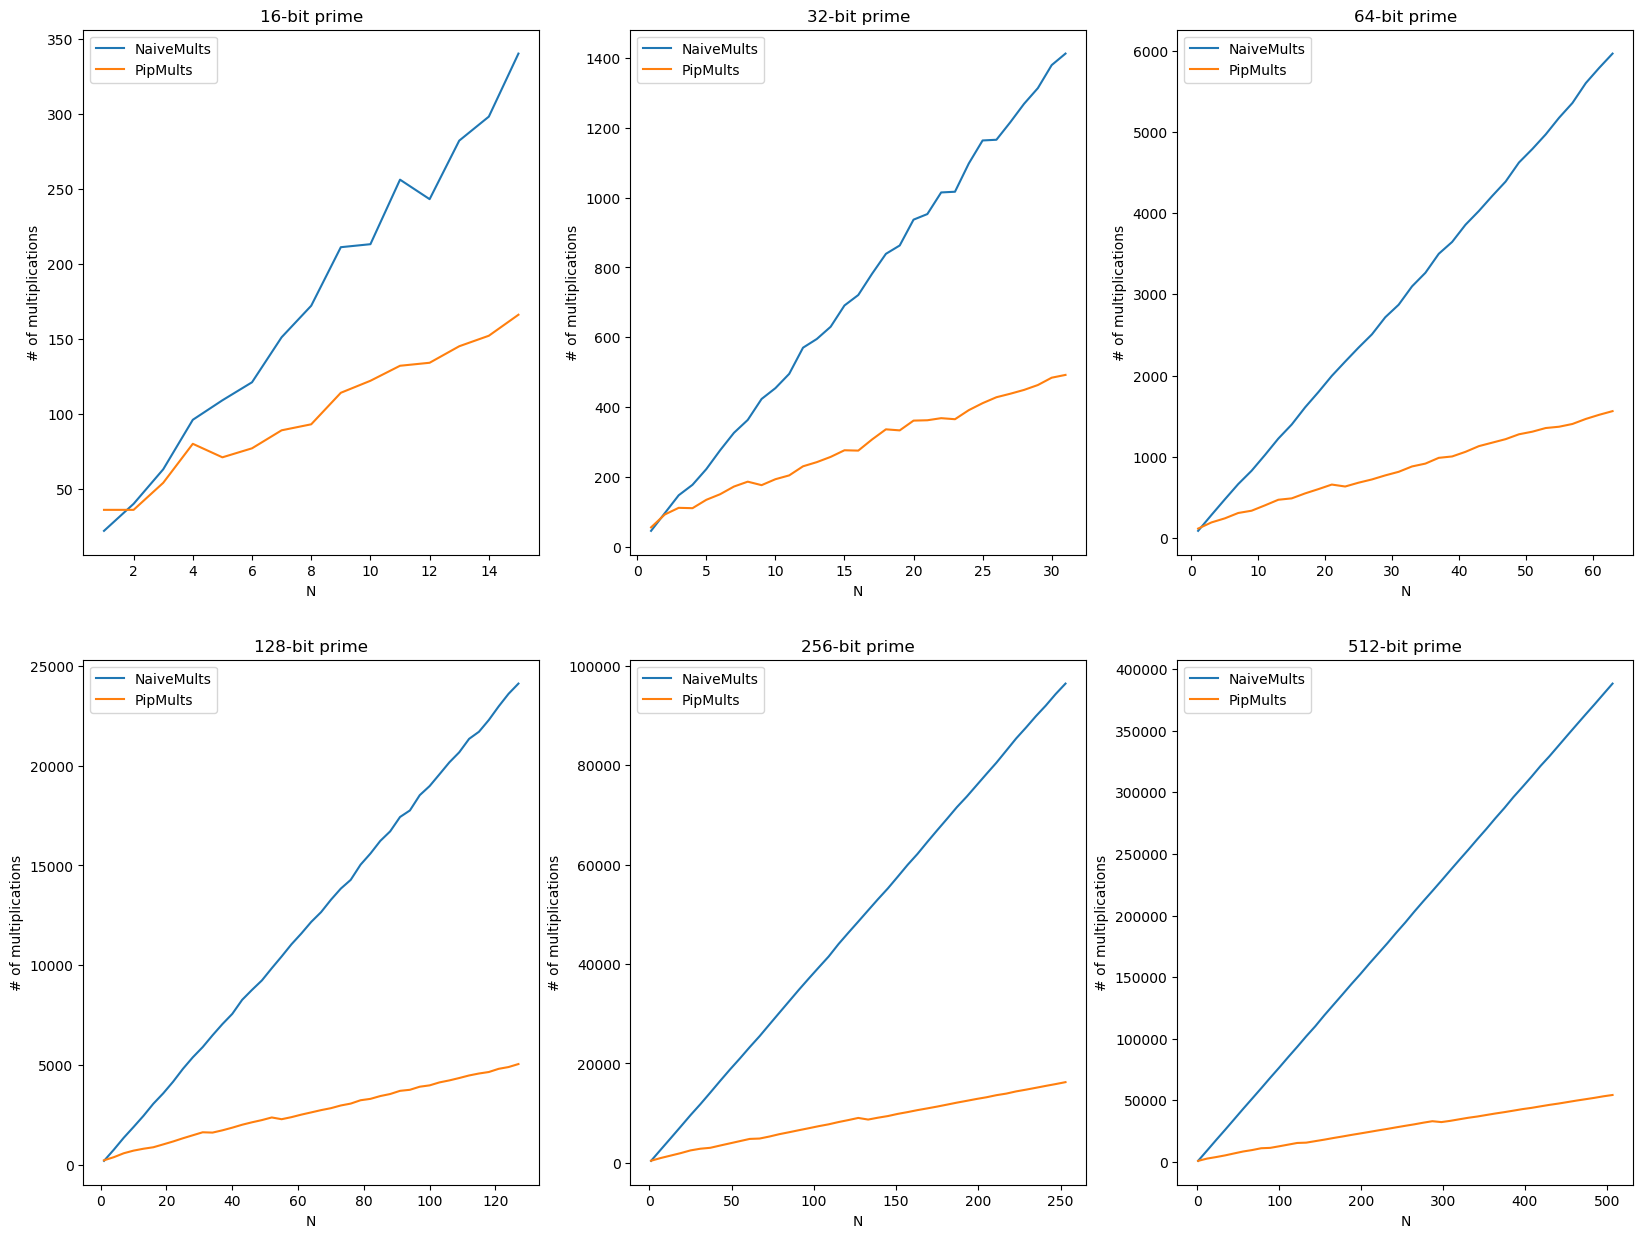 16-bit prime
NaiveMults
PipMults
350
300
250
200
150
100
50
# of multiplications
2 4 6 8 10 12 14
N
32-bit prime
NaiveMults
PipMults
1400
1200
1000
800
600
400
200
0
# of multiplications
0 5 10 15 20 25 30
N
64-bit prime
NaiveMults
PipMults
6000
5000
4000
3000
2000
1000
0
# of multiplications
0 10 20 30 40 50 60
N
128-bit prime
NaiveMults
PipMults
25000
20000
15000
10000
5000
0
# of multiplications
0 20 40 60 80 100 120
N
256-bit prime
NaiveMults
PipMults
100000
80000
60000
40000
20000
0
# of multiplications
0 50 100 150 200 250
N
512-bit prime
NaiveMults
PipMults
400000
350000
300000
250000
200000
150000
100000
50000
0
# of multiplications
0 100 200 300 400 500
N